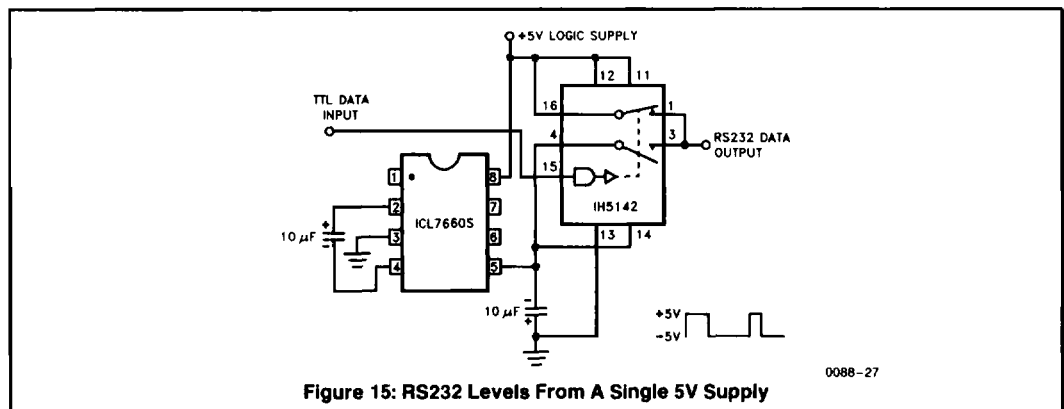 +5V LOGIC SUPPLY
12 11
TTL DATA
INPUT
16 1
4 3
RS232 DATA
OUTPUT
15
1 8
2 ICL7660S 7
3 6
4 5
10 µF
+
-
IH5142
13 14
-
10 µF
+
+5V
-5V
0088-27
Figure 15: RS232 Levels From A Single 5V Supply